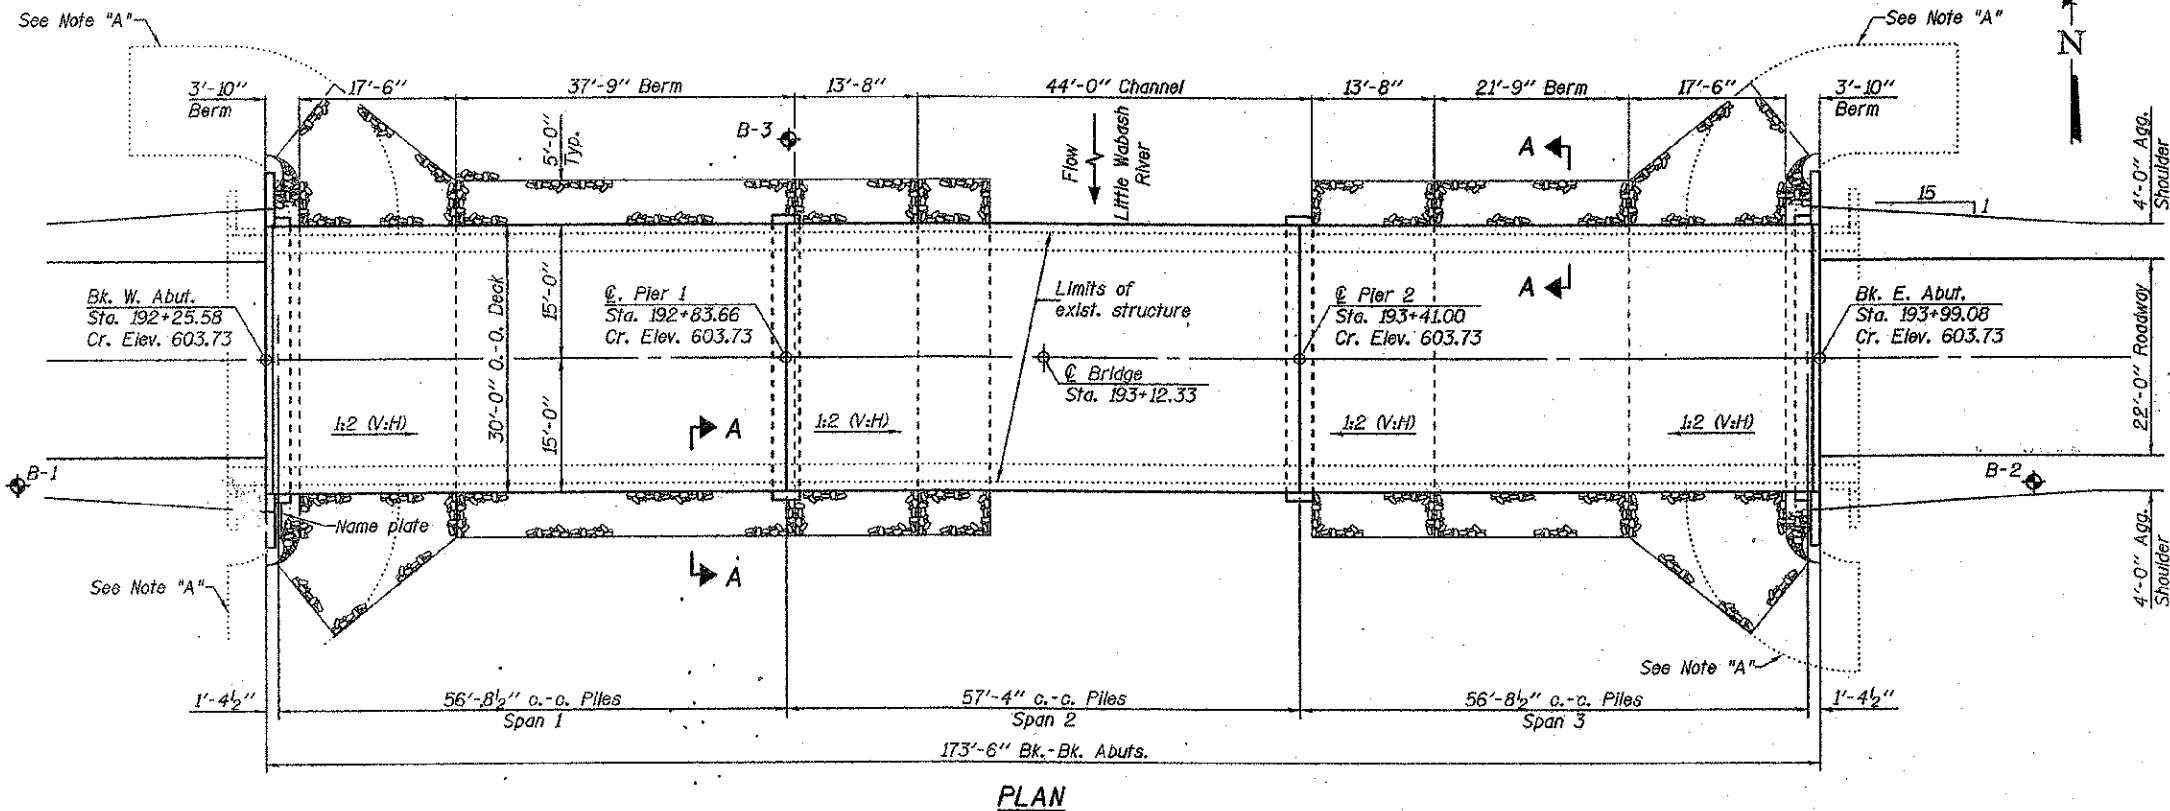 See Note "A"
See Note "A"
N
3'-10"
Berm
17'-6"
37'-9" Berm
13'-8"
44'-0" Channel
13'-8"
21'-9" Berm
17'-6"
3'-10"
Berm
B-3
5'-0"
Typ.
Flow
Little Wabash
River
A
4'-0" Agg.
Shoulder
15
1
Bk. W. Abut.
Sta. 192+25.58
Cr. Elev. 603.73
30'-0" O.-O. Deck
15'-0"
15'-0"
℄. Pier 1
Sta. 192+83.66
Cr. Elev. 603.73
Limits of
exist. structure
A
℄ Pier 2
Sta. 193+41.00
Cr. Elev. 603.73
Bk. E. Abut.
Sta. 193+99.08
Cr. Elev. 603.73
22'-0" Roadway
℄ Bridge
Sta. 193+12.33
1:2 (V:H)
A
1:2 (V:H)
1:2 (V:H)
1:2 (V:H)
B-1
B-2
Name plate
A
See Note "A"
4'-0" Agg.
Shoulder
See Note "A"
1'-4½"
56'-8½" c.-c. Piles
Span 1
57'-4" c.-c. Piles
Span 2
56'-8½" c.-c. Piles
Span 3
1'-4½"
173'-6" Bk.-Bk. Abuts.
PLAN